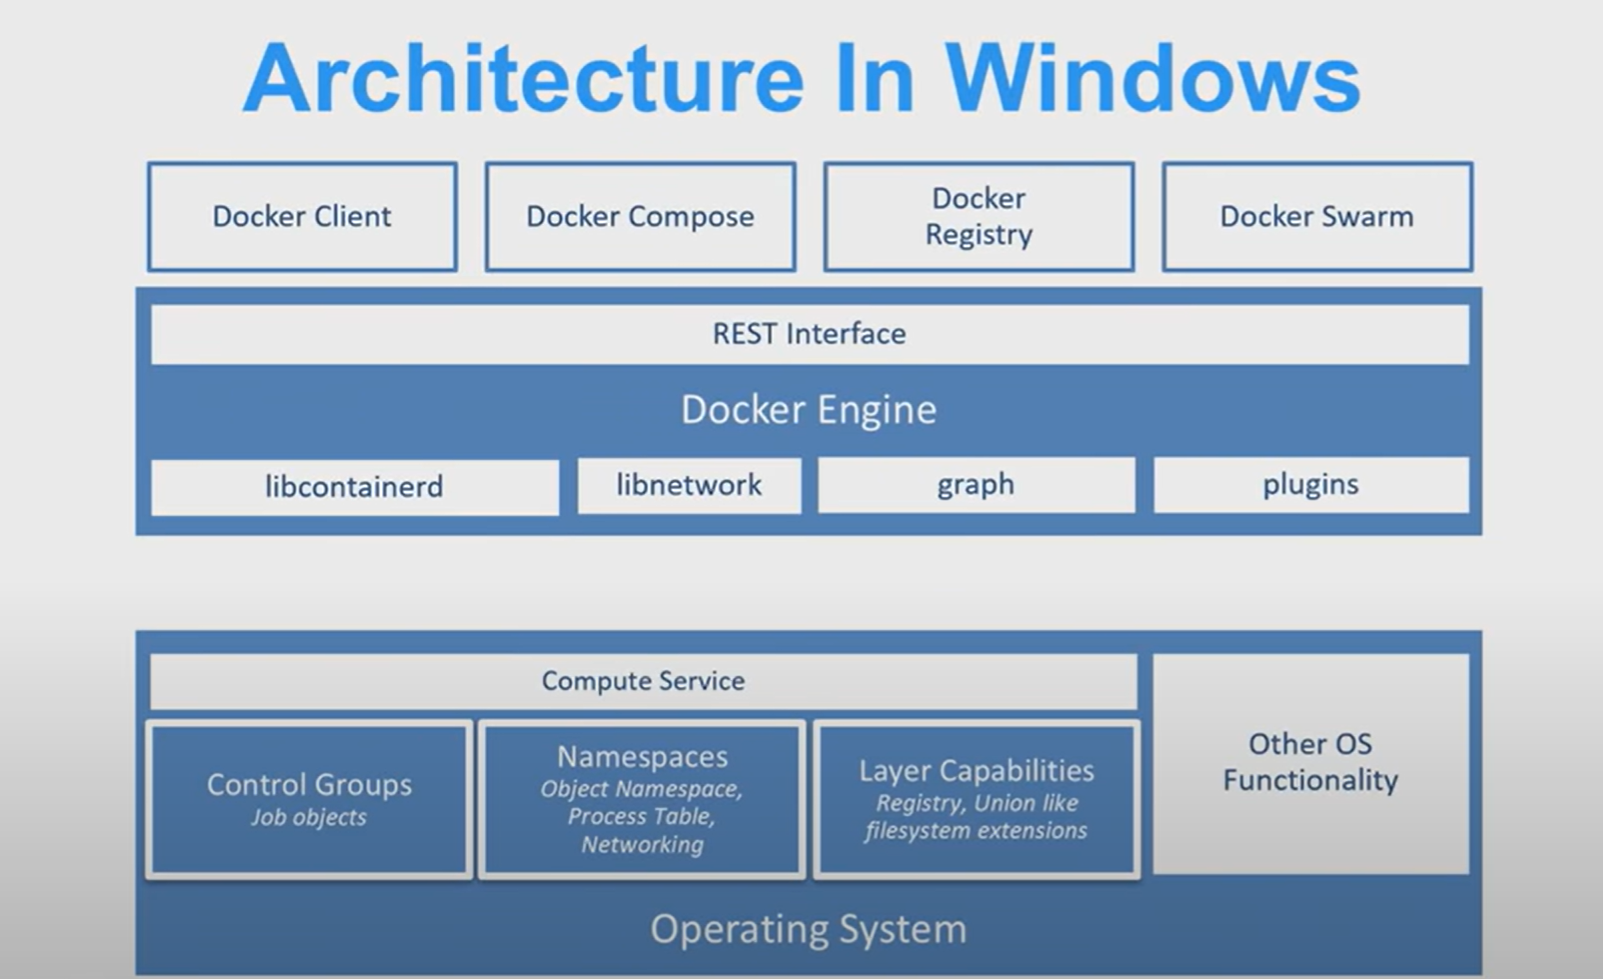 Architecture In Windows
Docker Client
Docker Compose
Docker
Registry
Docker Swarm
REST Interface
Docker Engine
libcontainerd
libnetwork
graph
plugins
Compute Service
Control Groups
Job objects
Namespaces
Object Namespace,
Process Table,
Networking
Layer Capabilities
Registry, Union like
filesystem extensions
Other OS
Functionality
Operating System